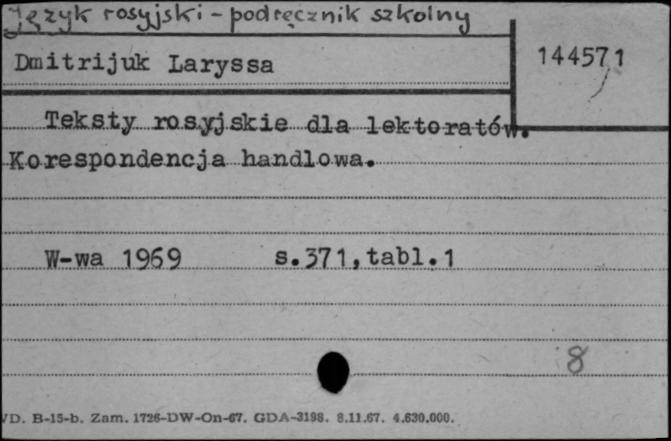 Język rosyjski - podręcznik szkolny
Dmitrijuk Laryssa
144571
Teksty rosyjskie dla lektoratów.
Korespondencja handlowa.
W-wa 1969 s.371,tabl.1
8
VD. B-15-b. Zam. 1726-DW-On-67. GDA-3198. 8.11.67. 4.630.000.